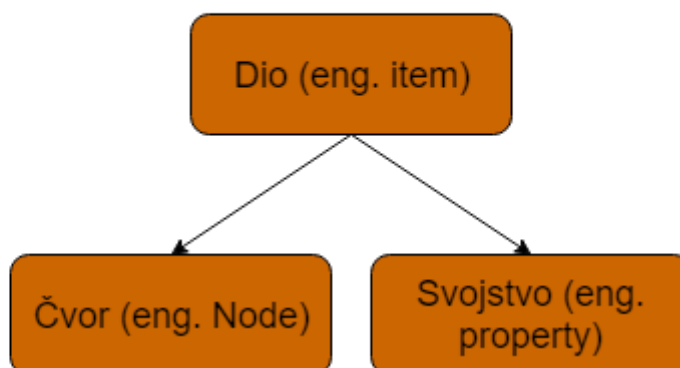 Dio (eng. item)
Čvor (eng. Node)
Svojstvo (eng.
property)